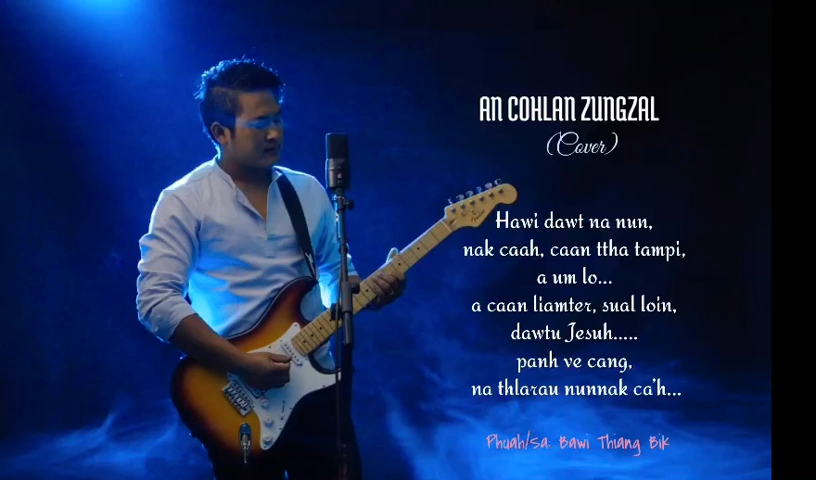 AN COHLAN ZUNGZAL
(Cover)
Hawi dawt na nun,
nak caah, caan ttha tampi,
a um lo...
a caan liamter, sual loin,
dawtu Jesuh.....
panh ve cang,
na thlarau nunnak ca'h...
Phuah/sa: Bawi Thiang Bik